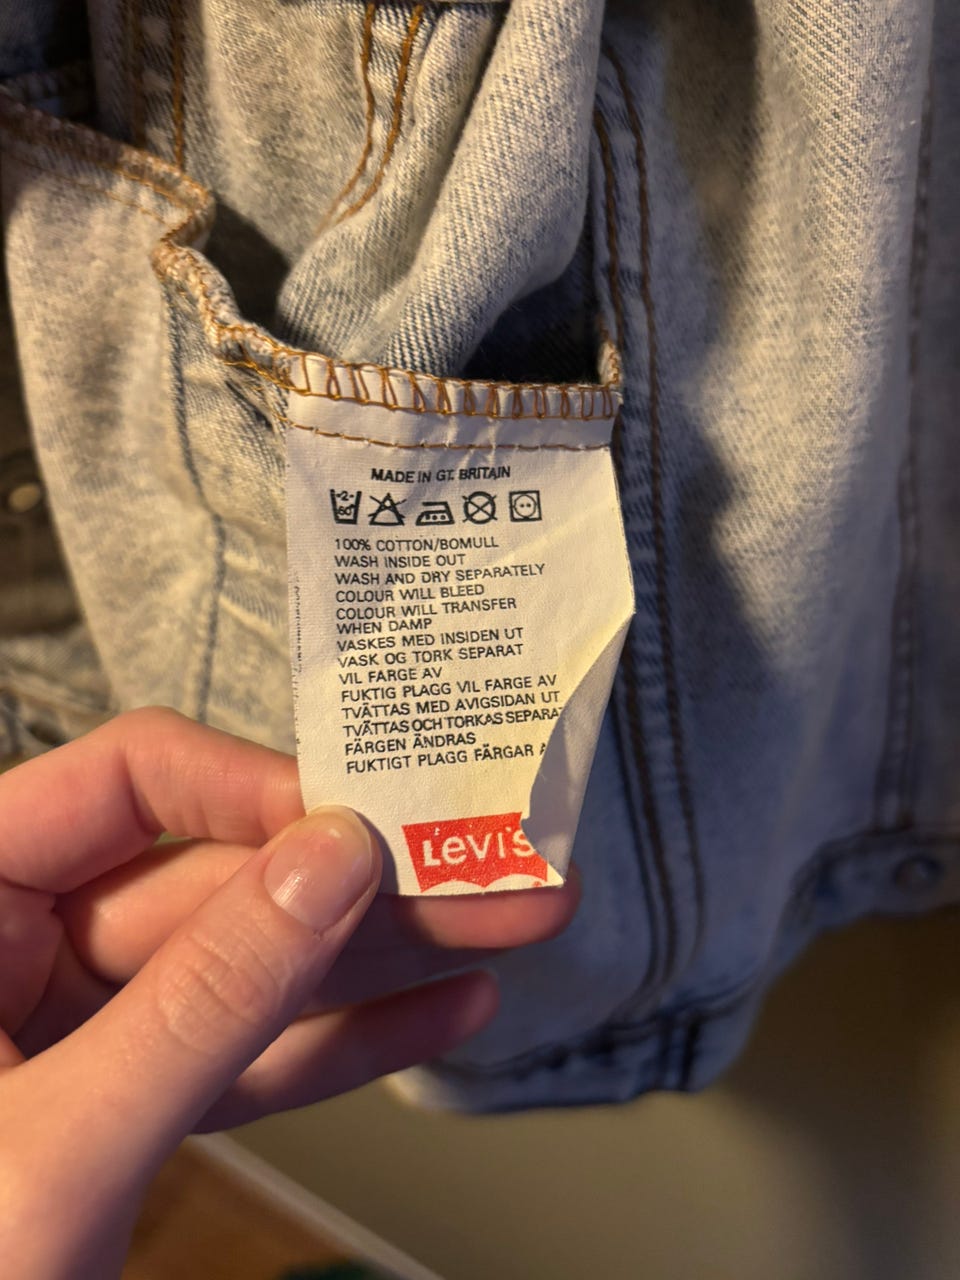 MADE IN GT. BRITAIN
2
60°
100% COTTON/BOMULL
WASH INSIDE OUT
WASH AND DRY SEPARATELY
COLOUR WILL BLEED
COLOUR WILL TRANSFER
WHEN DAMP
VASKES MED INSIDEN UT
VASK OG TORK SEPARAT
VIL FARGE AV
FUKTIG PLAGG VIL FARGE AV
TVÄTTAS MED AVIGSIDAN UT
TVÄTTAS OCH TORKAS SEPARAT
FÄRGEN ÄNDRAS
FUKTIGT PLAGG FÄRGAR A
LEVI'S
®